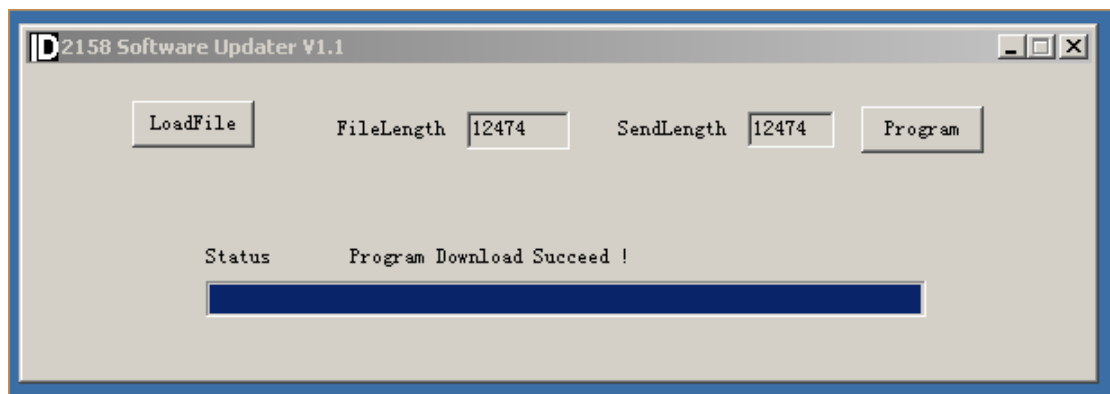 2158 Software Updater V1.1
LoadFile FileLength 12474 SendLength 12474 Program
Status Program Download Succeed !